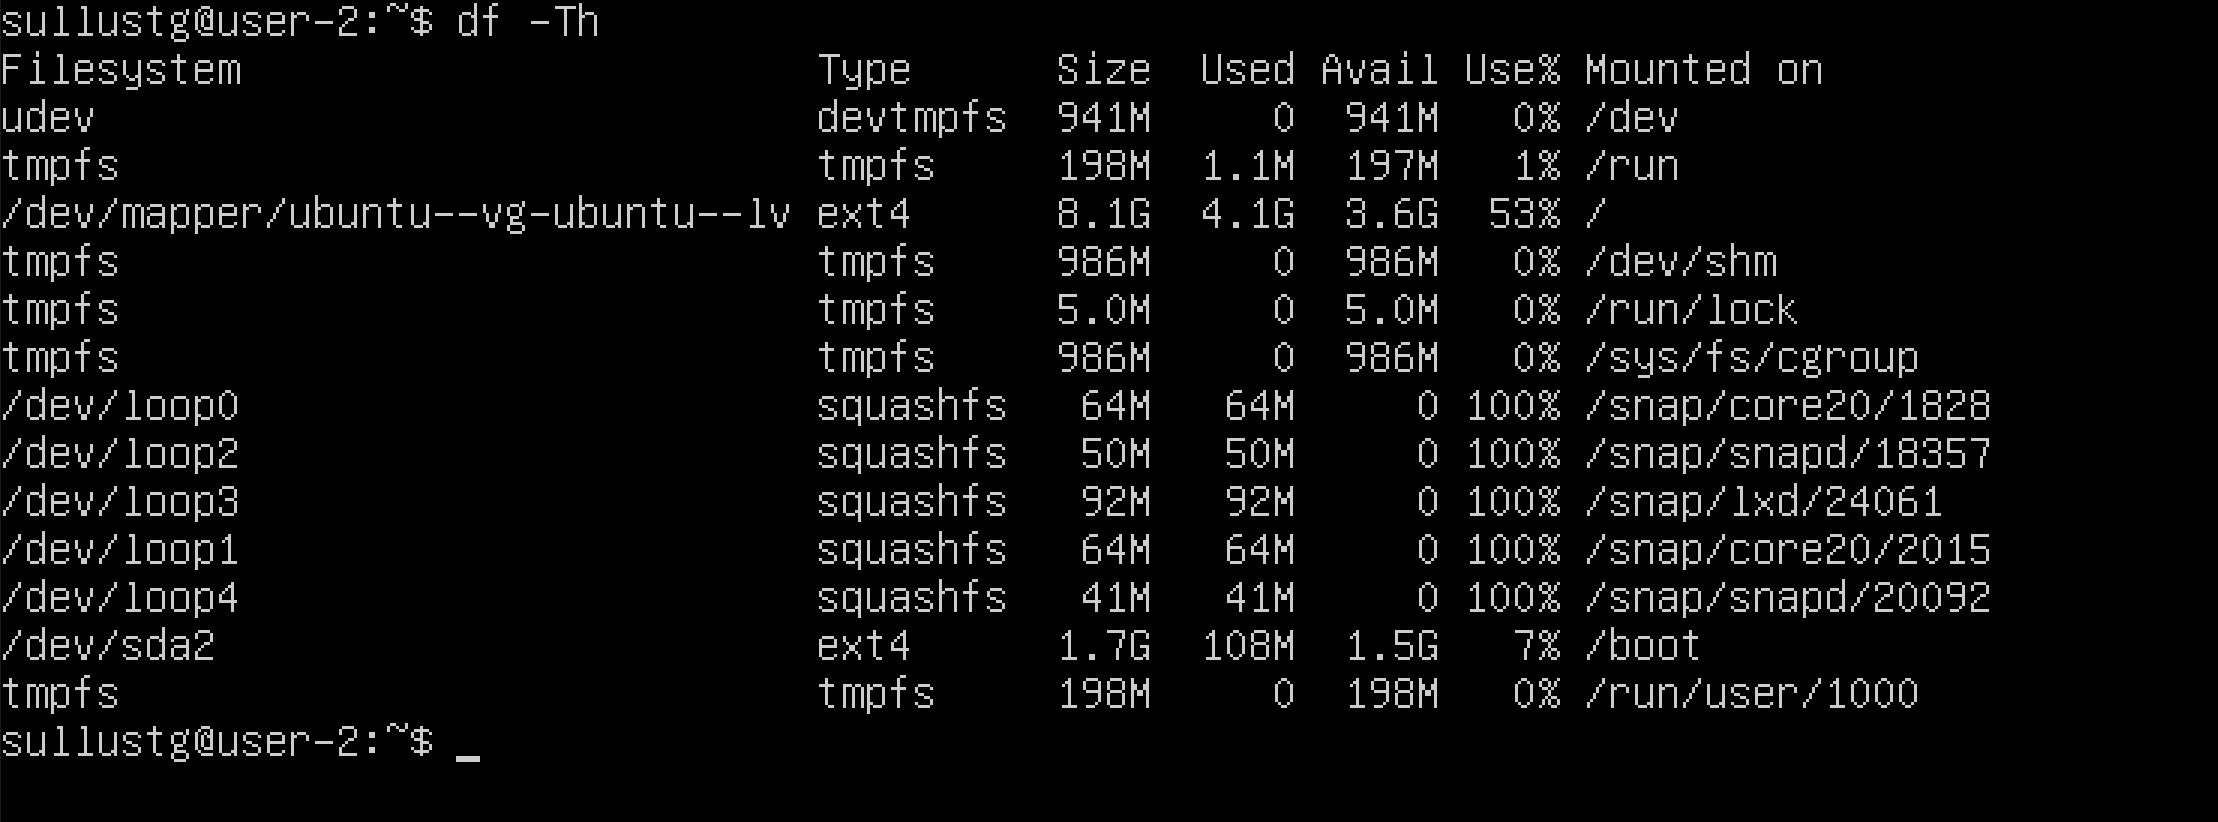 sullustg@user-2:~$ df -Th
Filesystem                        Type      Size  Used Avail Use% Mounted on
udev                              devtmpfs  941M     0  941M   0% /dev
tmpfs                             tmpfs     198M  1.1M  197M   1% /run
/dev/mapper/ubuntu--vg-ubuntu--lv ext4      8.1G  4.1G  3.6G  53% /
tmpfs                             tmpfs     986M     0  986M   0% /dev/shm
tmpfs                             tmpfs     5.0M     0  5.0M   0% /run/lock
tmpfs                             tmpfs     986M     0  986M   0% /sys/fs/cgroup
/dev/loop0                        squashfs   64M   64M     0 100% /snap/core20/1828
/dev/loop2                        squashfs   50M   50M     0 100% /snap/snapd/18357
/dev/loop3                        squashfs   92M   92M     0 100% /snap/lxd/24061
/dev/loop1                        squashfs   64M   64M     0 100% /snap/core20/2015
/dev/loop4                        squashfs   41M   41M     0 100% /snap/snapd/20092
/dev/sda2                         ext4      1.7G  108M  1.5G   7% /boot
tmpfs                             tmpfs     198M     0  198M   0% /run/user/1000
sullustg@user-2:~$ _